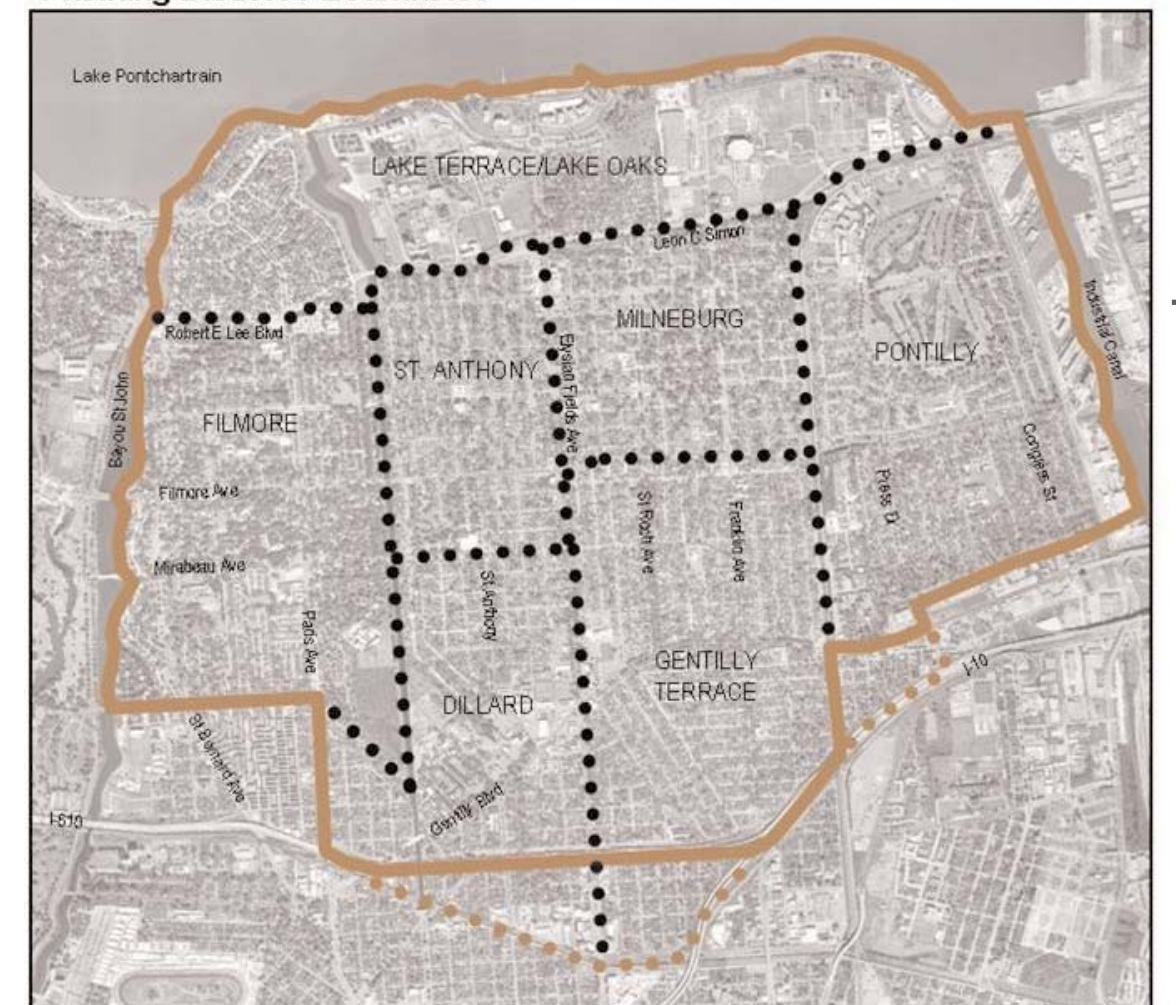 Lake Pontchartrain
LAKE TERRACE/LAKE OAKS
Leon C Simon
Robert E Lee Blvd
MILNEBURG
PONTILLY
Industrial Canal
ST. ANTHONY
Elysian Fields Ave
FILMORE
Bayou St John
Filmore Ave
Mirabeau Ave
Paris Ave
St Anthony
St Roch Ave
Franklin Ave
Press D
Congress St
GENTILLY
TERRACE
DILLARD
I-10
St Bernard Ave
Gentilly Blvd
I-610